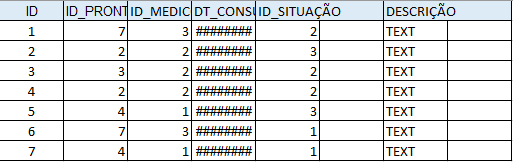 ID ID_PRONT ID_MEDIC DT_CONSU ID_SITUAÇÃO DESCRIÇÃO
1 7 3 ######## 2 TEXT
2 2 2 ######## 3 TEXT
3 3 2 ######## 2 TEXT
4 2 2 ######## 2 TEXT
5 4 1 ######## 3 TEXT
6 7 3 ######## 1 TEXT
7 4 1 ######## 1 TEXT